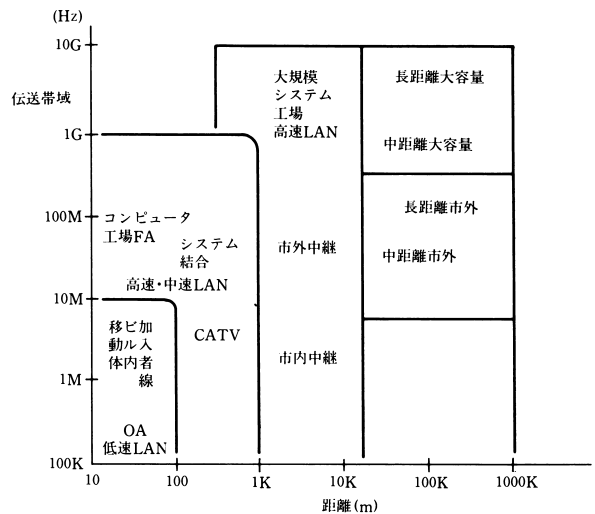 (Hz)
10G
伝送帯域
1G
100M
10M
1M
100K
10
100
1K
10K
100K
1000K
距離(m)
大規模
システム
工場
高速LAN
長距離大容量
中距離大容量
長距離市外
中距離市外
市外中継
市内中継
コンピュータ
工場FA
システム
結合
高速・中速LAN
CATV
移動体
ビル内
加入者線
OA
低速LAN